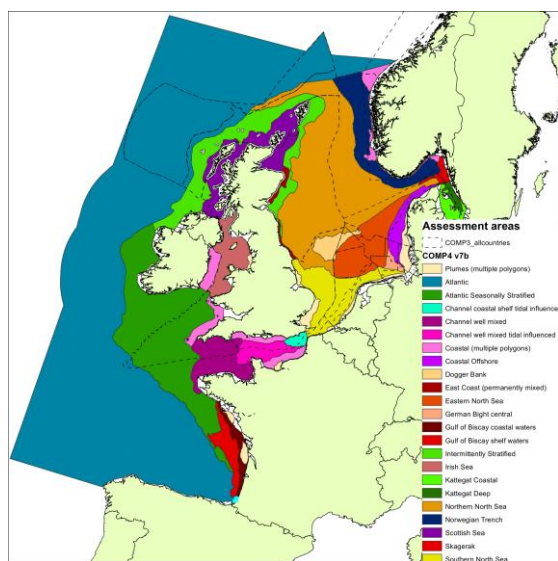 Assessment areas
COMP3_allcountries
COMP4 v7b
Plumes (multiple polygons)
Atlantic
Atlantic Seasonally Stratified
Channel coastal shelf tidal influence
Channel well mixed
Channel well mixed tidal influenced
Coastal (multiple polygons)
Coastal Offshore
Dogger Bank
East Coast (permanently mixed)
Eastern North Sea
German Bight central
Gulf of Biscay coastal waters
Gulf of Biscay shelf waters
Intermittently Stratified
Irish Sea
Kattegat Coastal
Kattegat Deep
Northern North Sea
Norwegian Trench
Scottish Sea
Skagerak
Southern North Sea